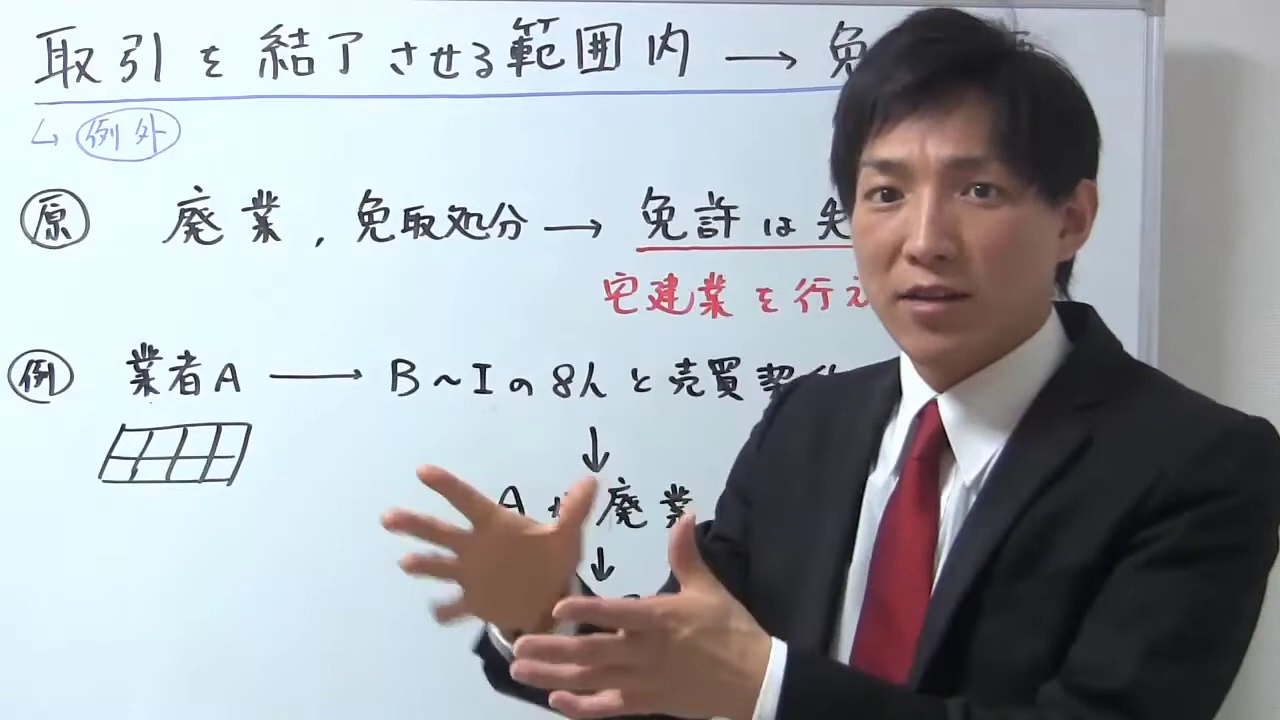 取引を結了させる範囲内 → 免
↳ 例外
原 廃業, 免取処分 → 免許は失
宅建業を行え
例 業者A → B~Iの8人と売買契
↓
Aが廃業
↓